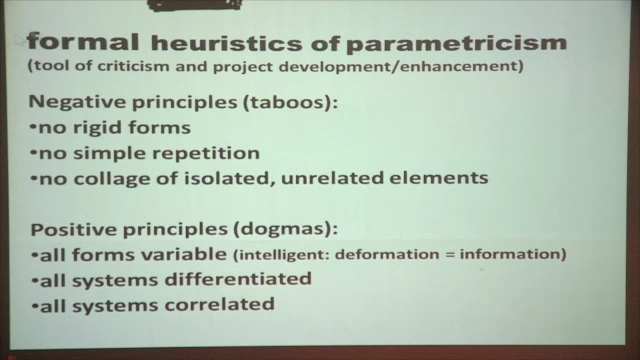 formal heuristics of parametricism
(tool of criticism and project development/enhancement)
Negative principles (taboos):
•no rigid forms
•no simple repetition
•no collage of isolated, unrelated elements
Positive principles (dogmas):
•all forms variable (intelligent: deformation = information)
•all systems differentiated
•all systems correlated